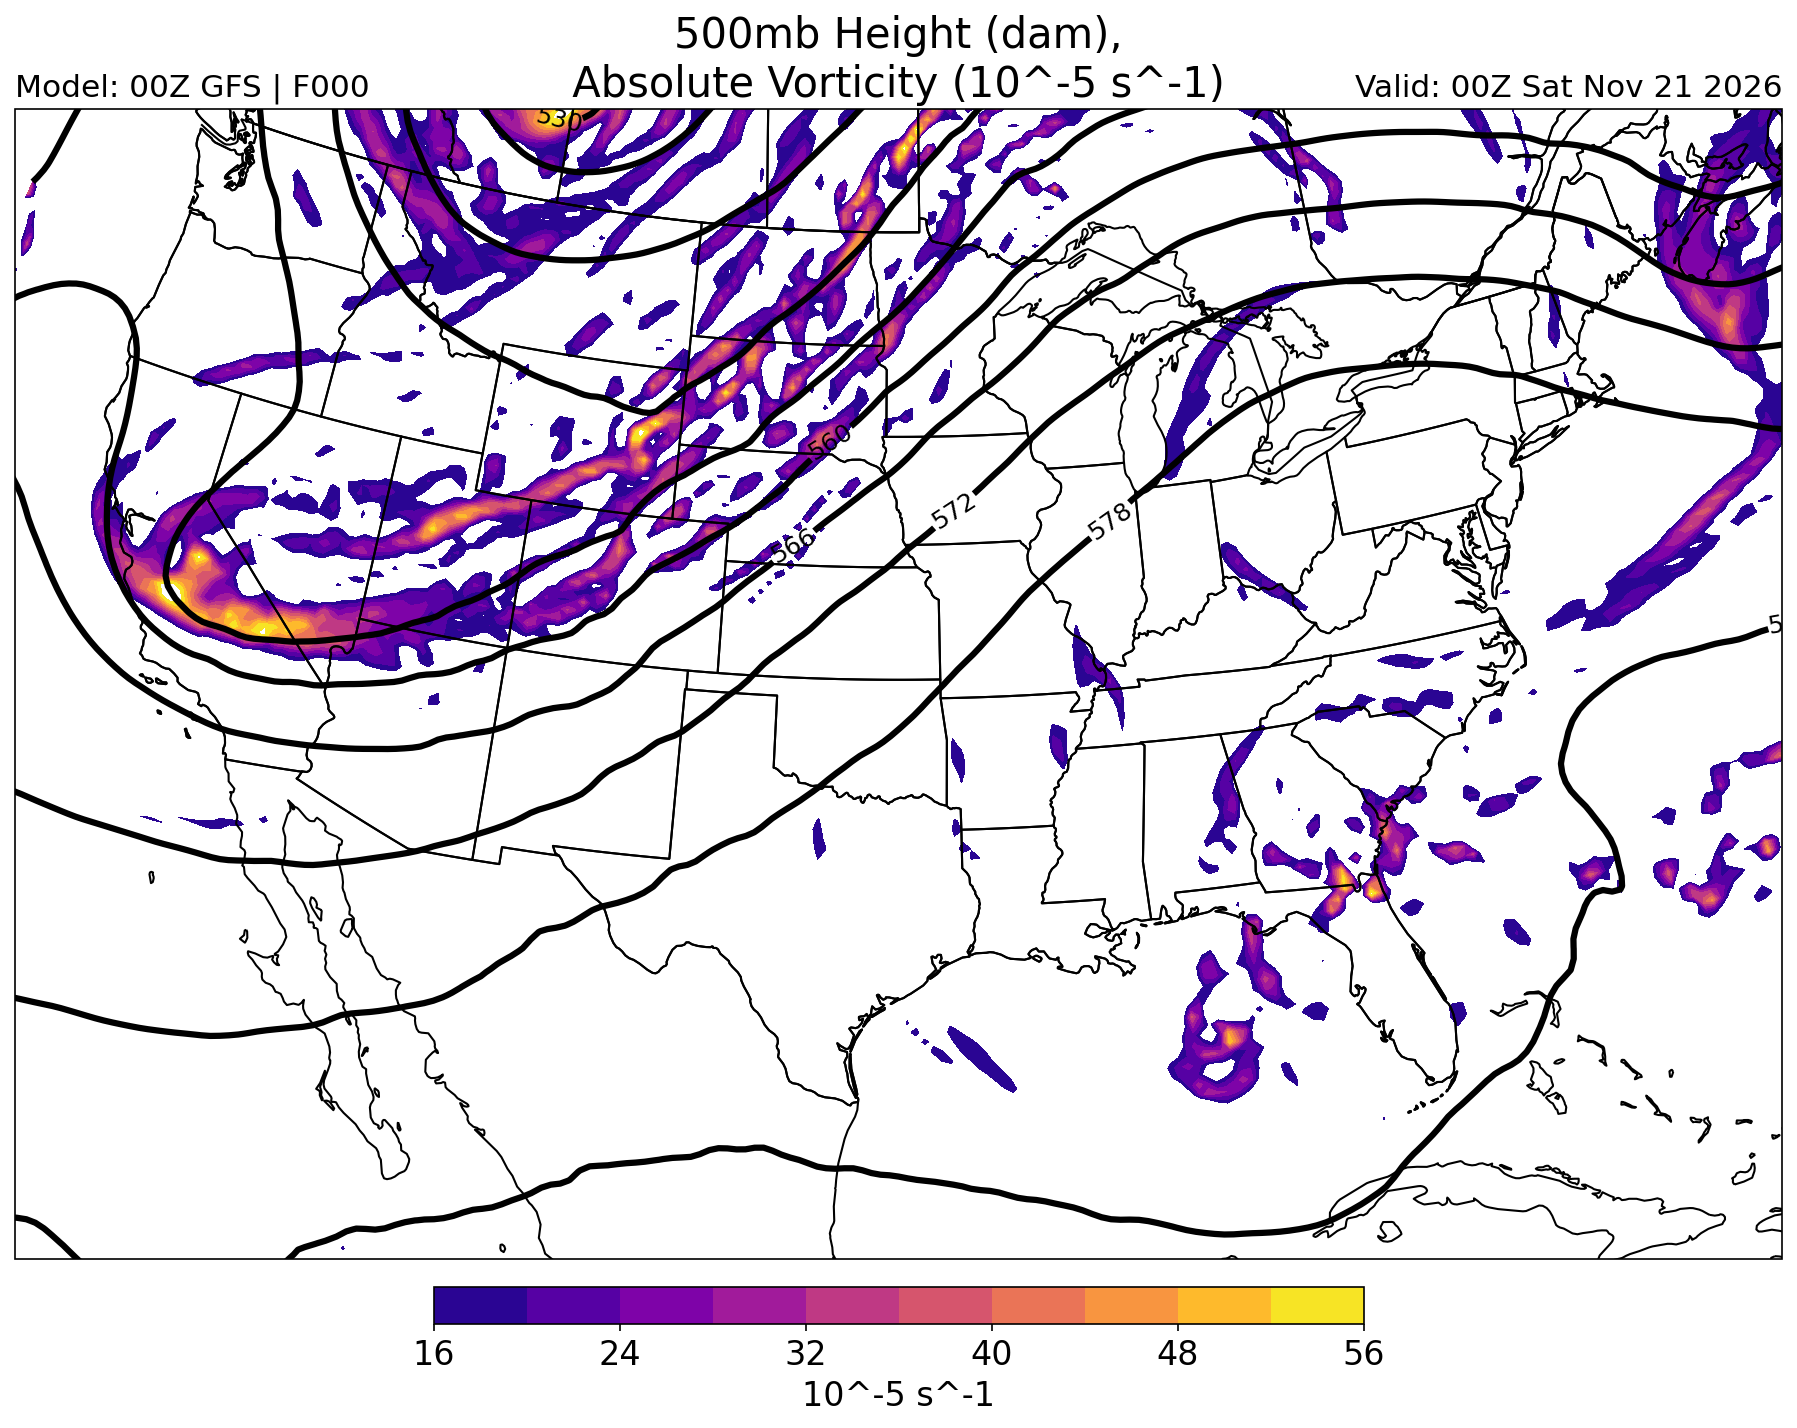 500mb Height (dam),
Absolute Vorticity (10^-5 s^-1)
Model: 00Z GFS | F000
Valid: 00Z Sat Nov 21 2026
530
560
566
572
578
5
16 24 32 40 48 56
10^-5 s^-1